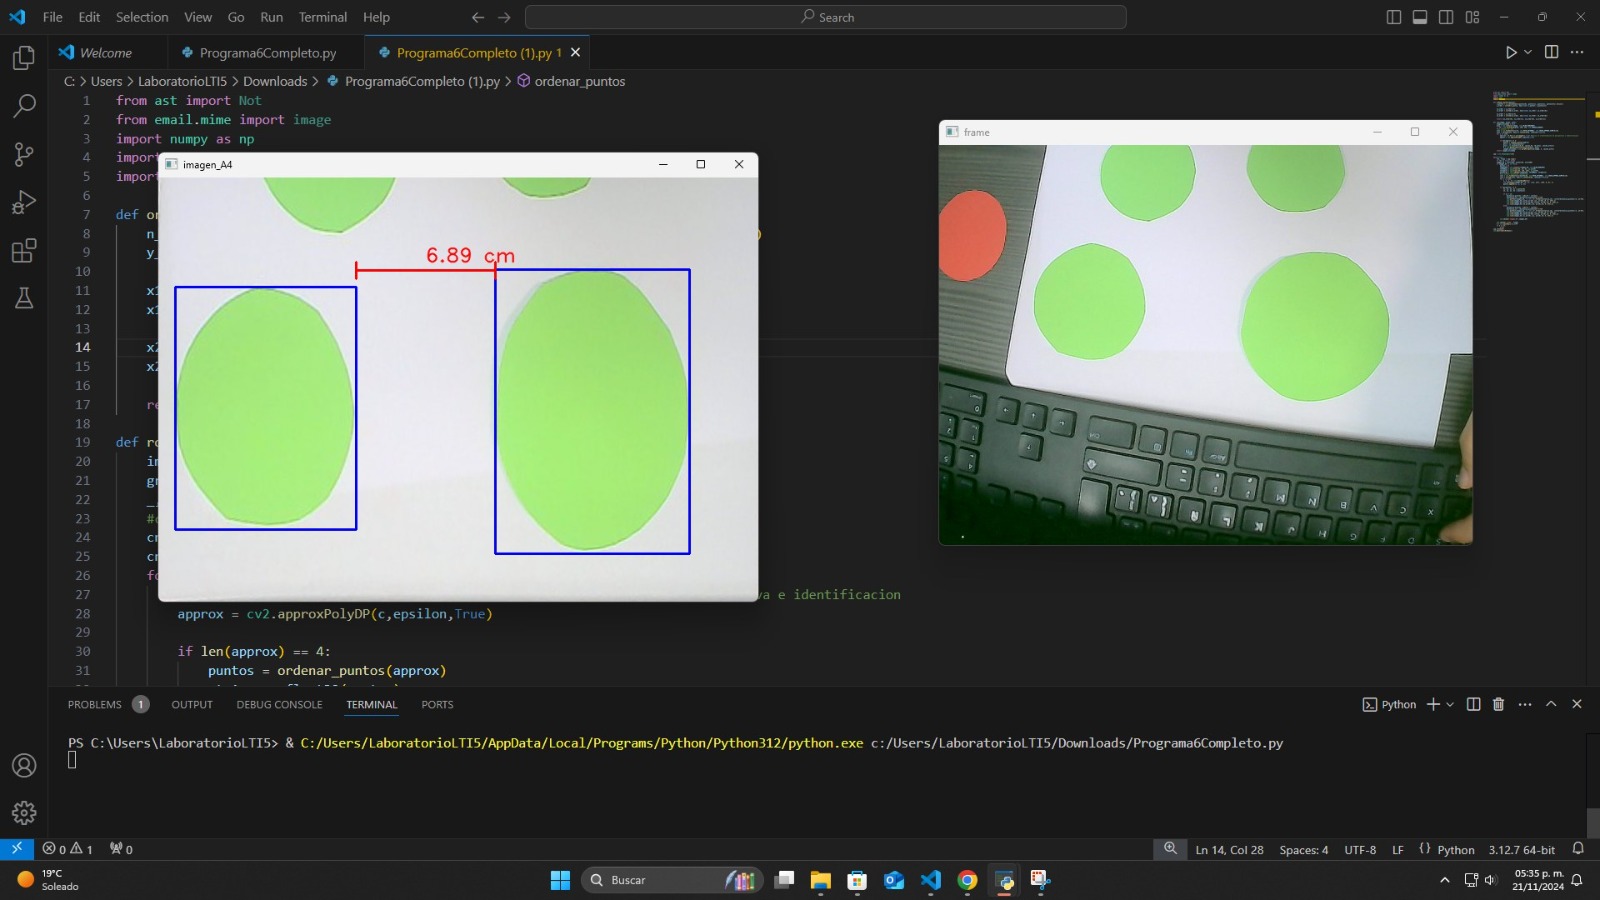 File Edit Selection View Go Run Terminal Help
Search
Welcome
Programa6Completo.py
Programa6Completo (1).py 1
C: > Users > LaboratorioLTI5 > Downloads > Programa6Completo (1).py > ordenar_puntos
1 from ast import Not
2 from email.mime import image
3 import numpy as np
4
5
6
7 def
8
9
10
11
12
13
14
15
16
17
18
19 def
20
21
22
23
24
25
26
27 e identificacion
28 approx = cv2.approxPolyDP(c,epsilon,True)
29
30 if len(approx) == 4:
31 puntos = ordenar_puntos(approx)
imagen_A4
6.89 cm
frame
PROBLEMS 1 OUTPUT DEBUG CONSOLE TERMINAL PORTS
Python
PS C:\Users\LaboratorioLTI5> & C:/Users/LaboratorioLTI5/AppData/Local/Programs/Python/Python312/python.exe c:/Users/LaboratorioLTI5/Downloads/Programa6Completo.py
0 1 0
Ln 14, Col 28 Spaces: 4 UTF-8 LF {} Python 3.12.7 64-bit
19°C
Soleado
Buscar
05:35 p. m.
21/11/2024